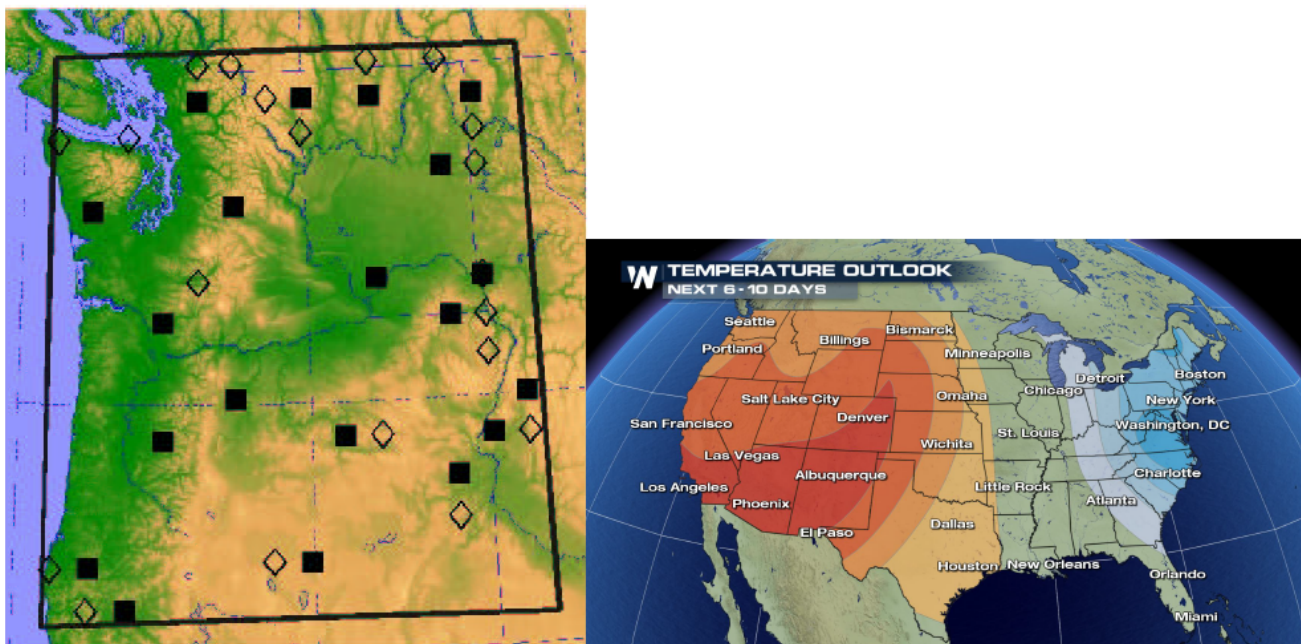 W TEMPERATURE OUTLOOK
NEXT 6-10 DAYS
Seattle
Bismarck
Portland
Billings
Minneapolis
Detroit
Boston
Chicago
Salt Lake City
Omaha
New York
Denver
San Francisco
St. Louis
Washington, DC
Wichita
Las Vegas
Albuquerque
Charlotte
Los Angeles
Little Rock
Phoenix
Atlanta
El Paso
Dallas
Houston
New Orleans
Orlando
Miami